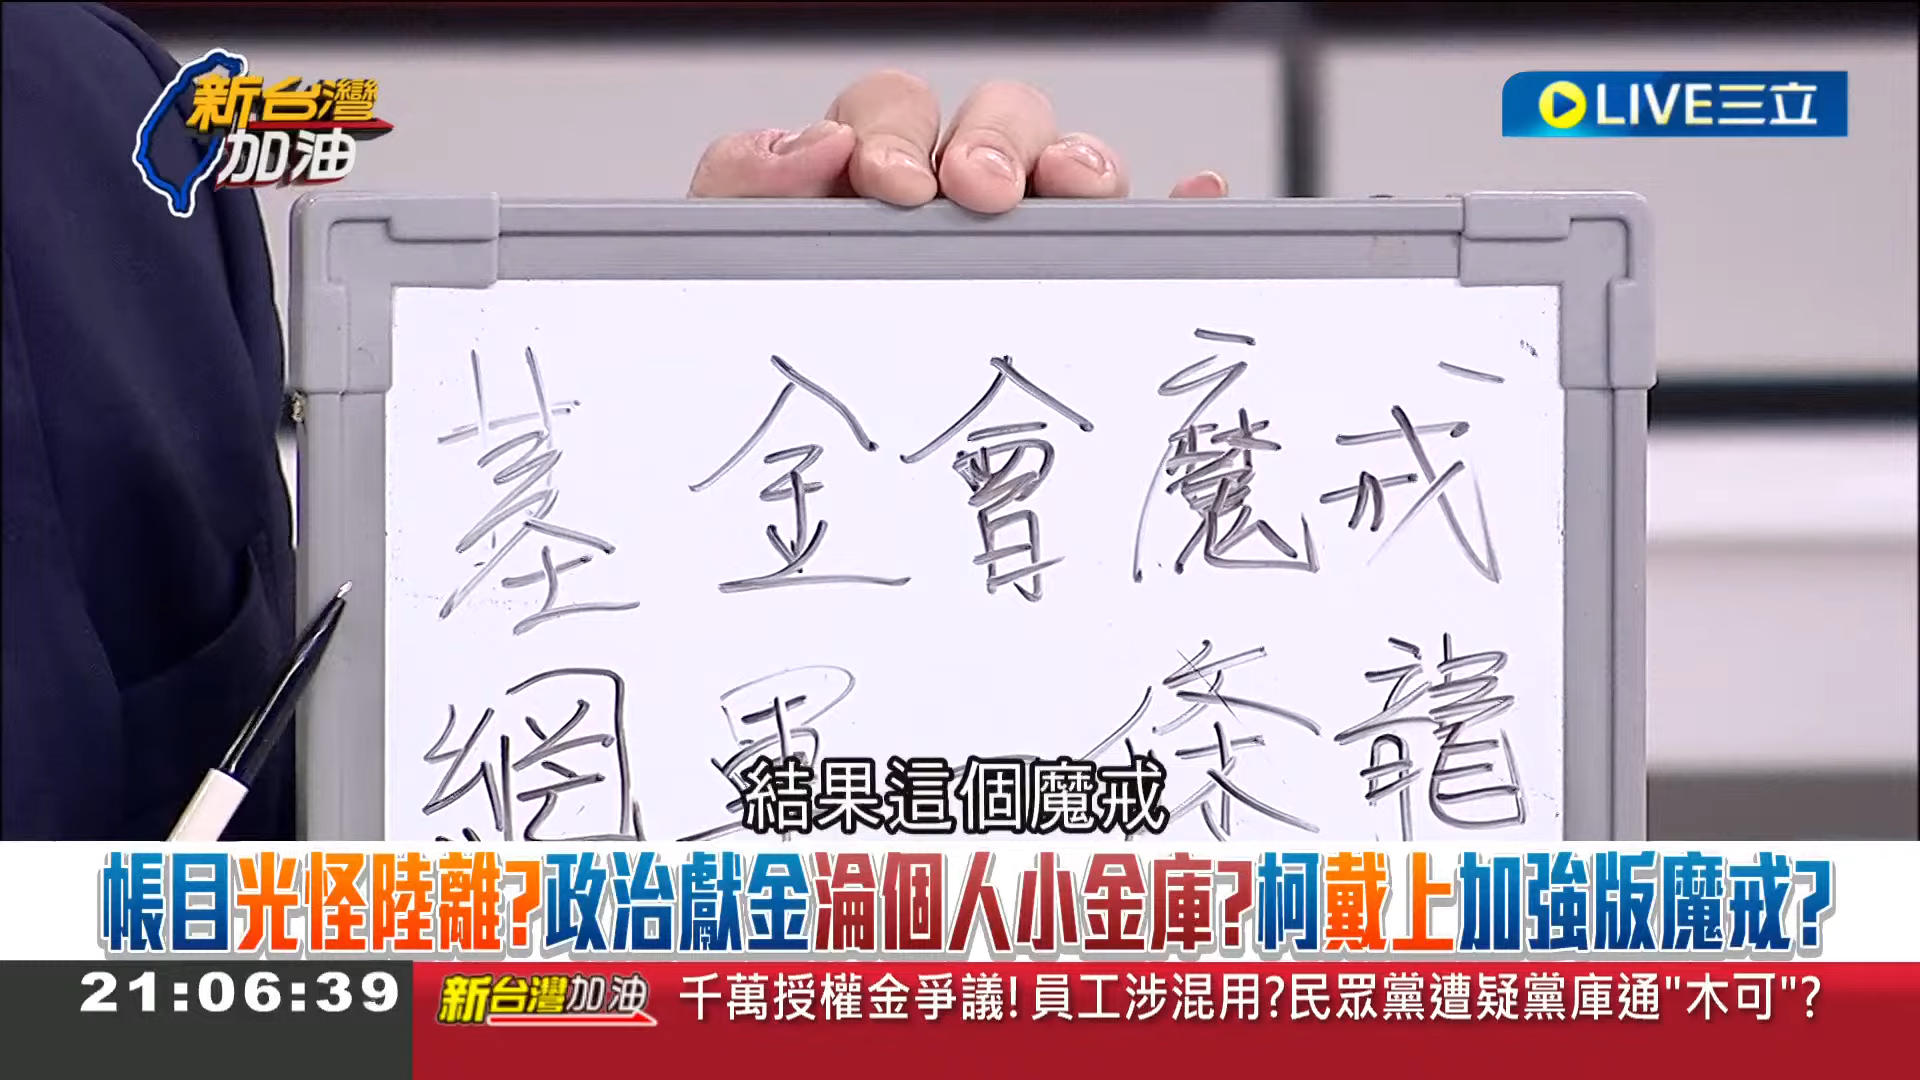 新台灣
加油
LIVE三立
基金會魔戒
網軍一条龍
結果這個魔戒
帳目光怪陸離?政治獻金淪個人小金庫?柯戴上加強版魔戒?
21:06:39
新台灣加油
千萬授權金爭議!員工涉混用?民眾黨遭疑黨庫通"木可"?